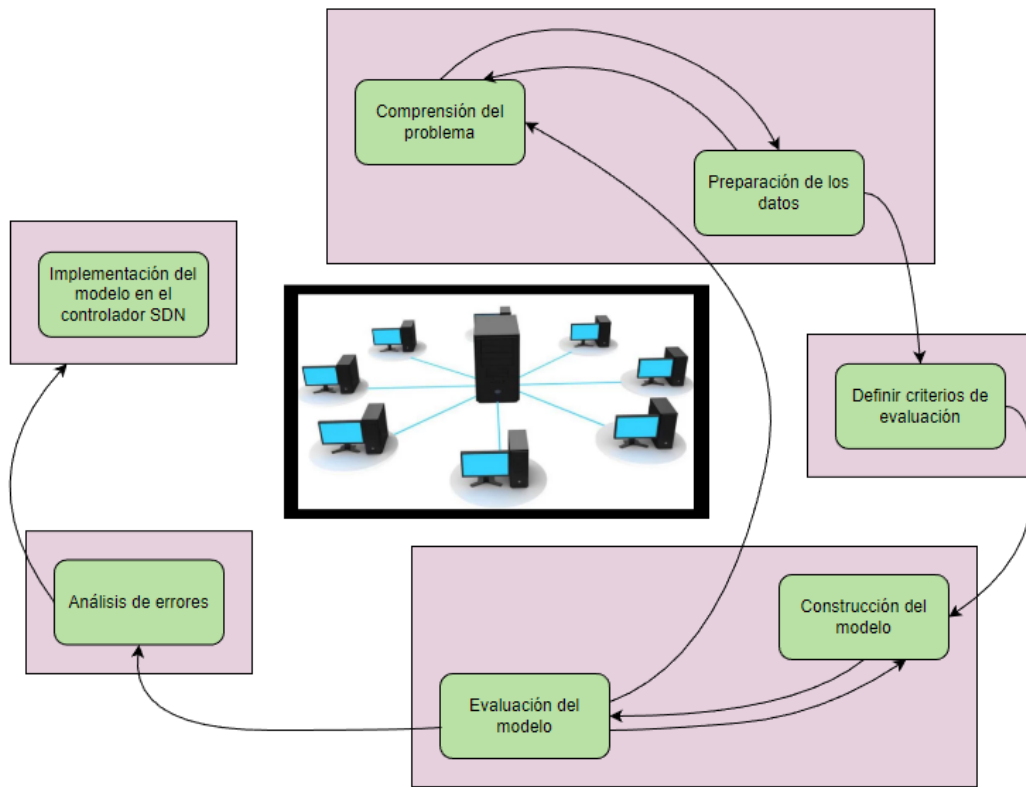 Comprensión del
problema
Preparación de los
datos
Implementación del
modelo en el
controlador SDN
Definir criterios de
evaluación
Análisis de errores
Construcción del
modelo
Evaluación del
modelo